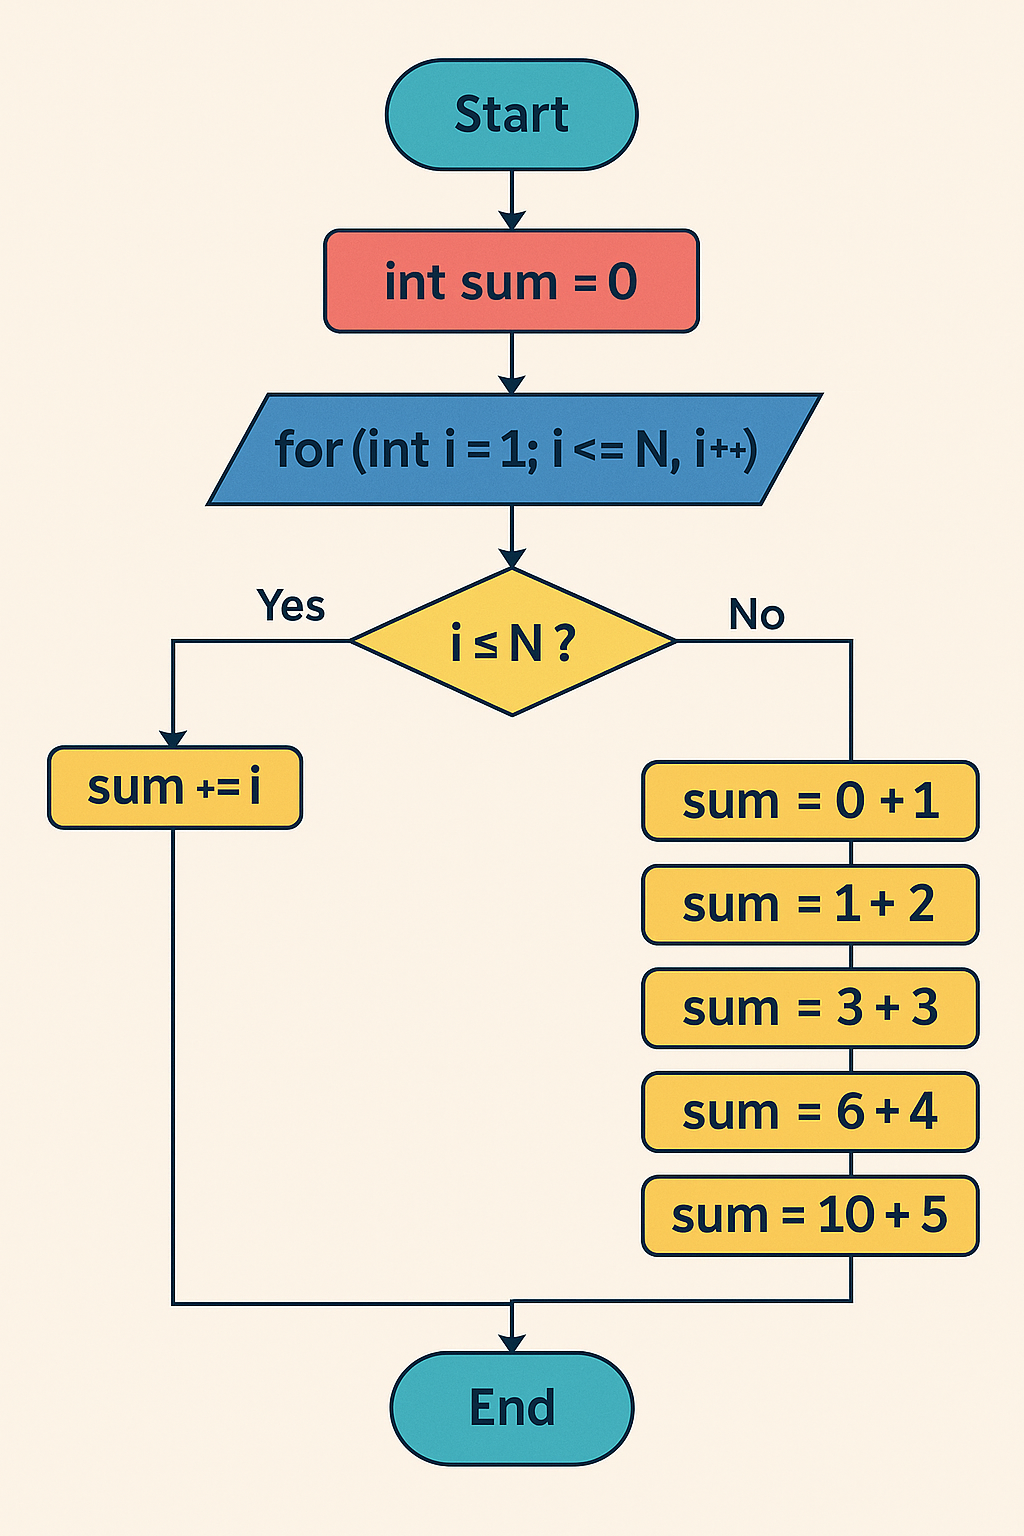 Start
int sum = 0
for (int i = 1; i <= N, i++)
Yes
i ≤ N ?
No
sum += i
sum = 0 + 1
sum = 1 + 2
sum = 3 + 3
sum = 6 + 4
sum = 10 + 5
End